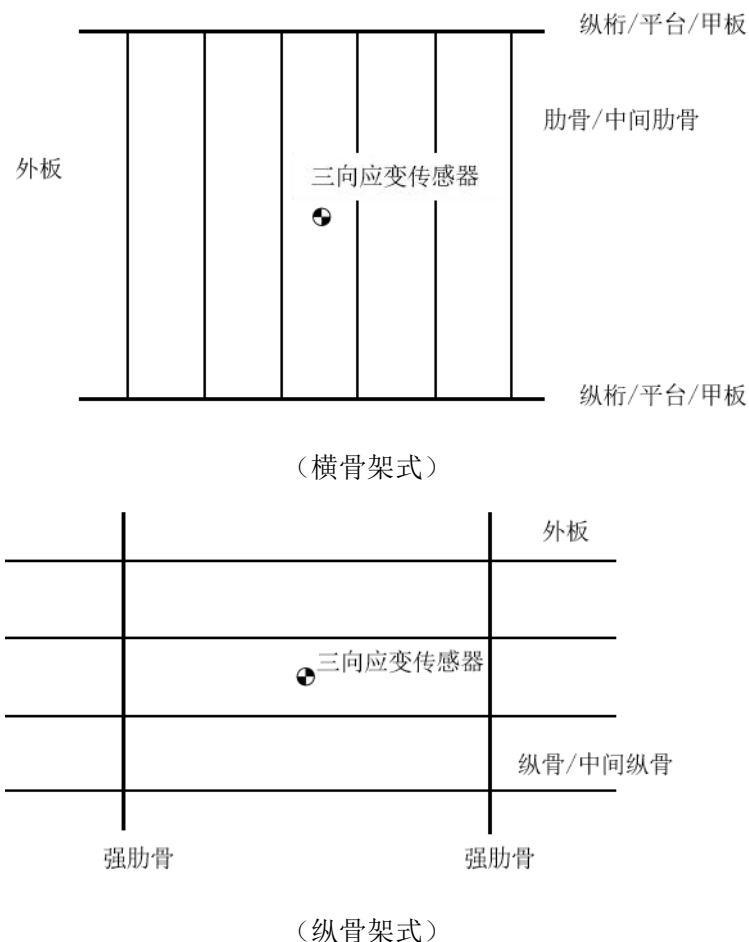 纵桁/平台/甲板
肋骨/中间肋骨
外板
三向应变传感器
纵桁/平台/甲板
（横骨架式）
外板
三向应变传感器
纵骨/中间纵骨
强肋骨 强肋骨
（纵骨架式）